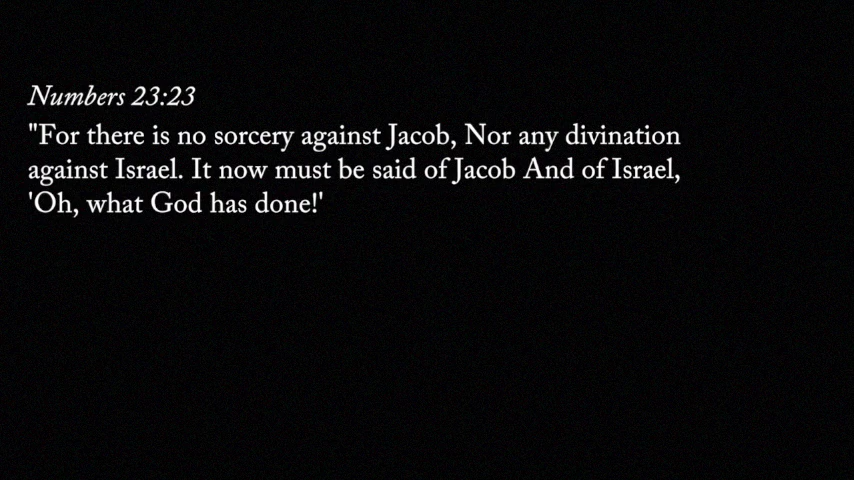 Numbers 23:23
"For there is no sorcery against Jacob, Nor any divination
against Israel. It now must be said of Jacob And of Israel,
'Oh, what God has done!'